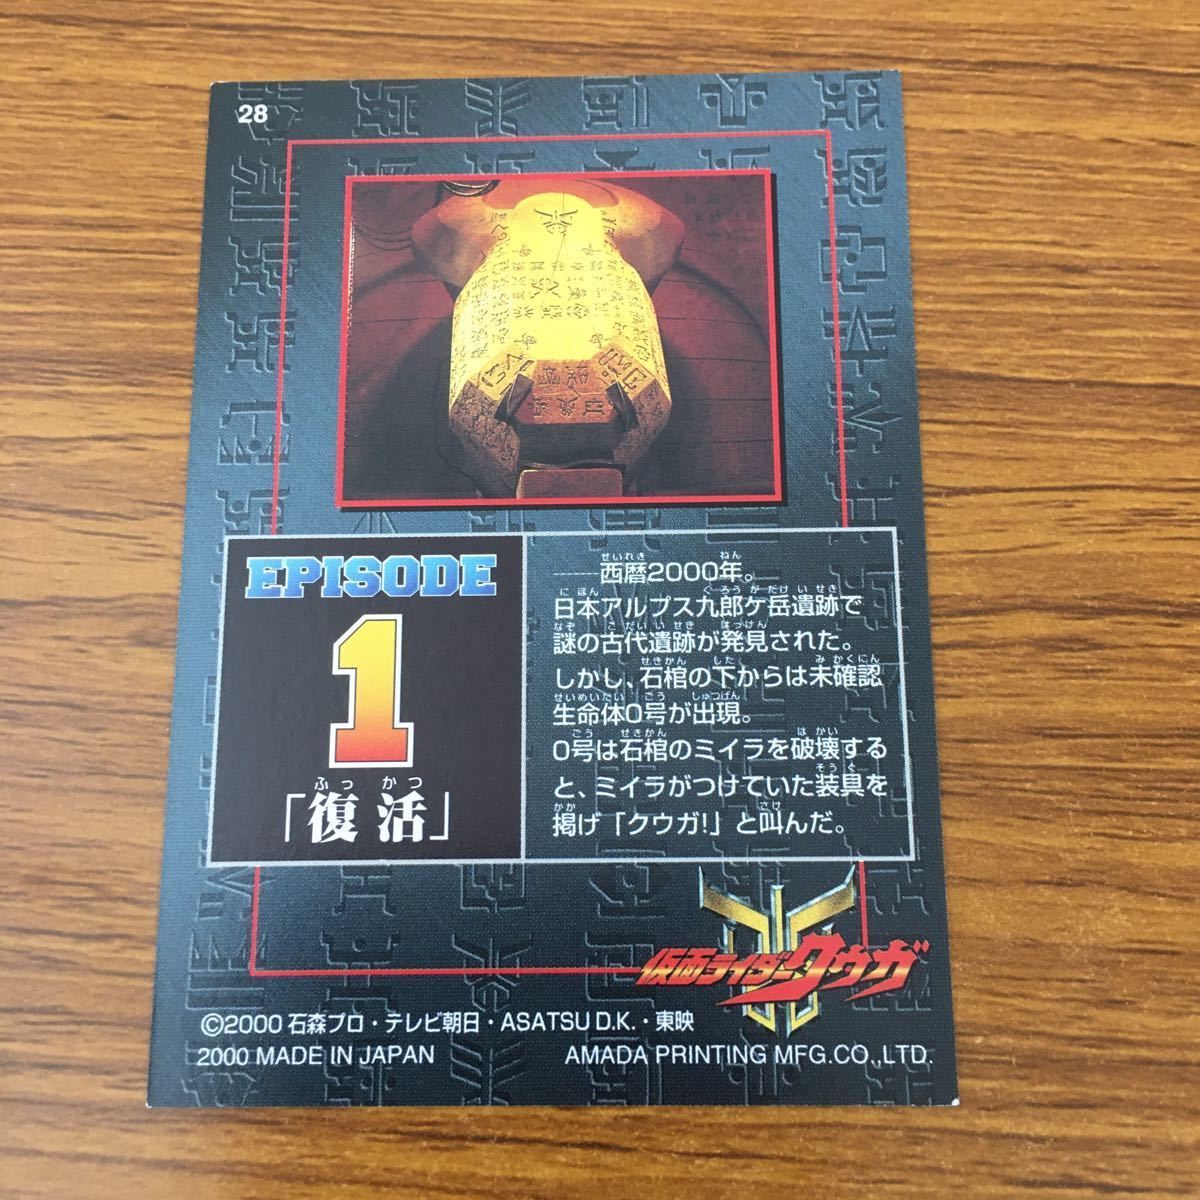 28
EPISODE
1
ふっかつ
「復活」
せいれき ねん
――西暦2000年。
にほん くろうがだけいせき
日本アルプス九郎ケ岳遺跡で
なぞ こだいいせき はっけん
謎の古代遺跡が発見された。
せきかん した みかくにん
しかし、石棺の下からは未確認
せいめいたい ごう しゅつげん
生命体0号が出現。
ごう せきかん はかい
0号は石棺のミイラを破壊する
そうぐ
と、ミイラがつけていた装具を
かか さけ
掲げ「クウガ!」と叫んだ。
仮面ライダークウガ
©2000 石森プロ・テレビ朝日・ASATSU D.K.・東映
2000 MADE IN JAPAN
AMADA PRINTING MFG.CO.,LTD.